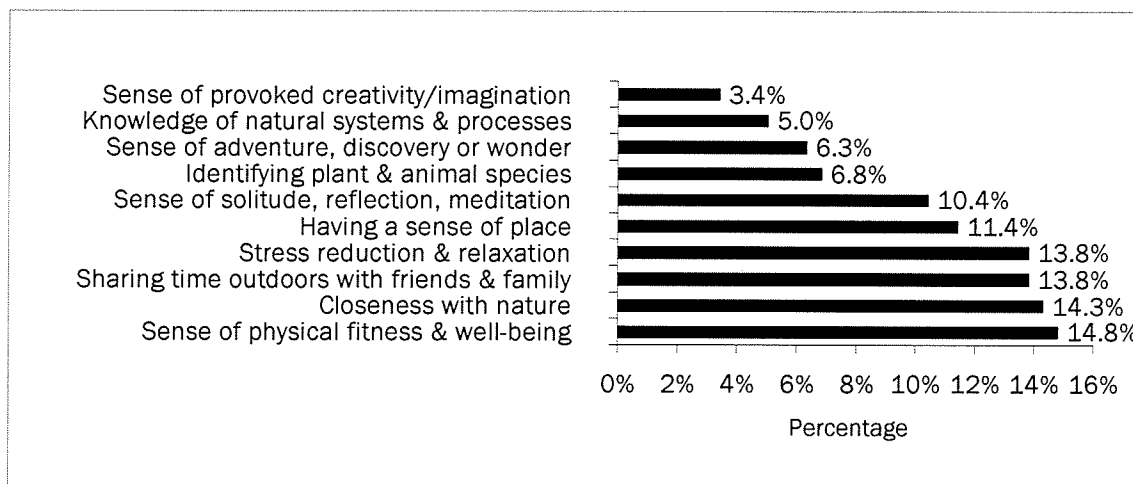 Sense of provoked creativity/imagination 3.4%
Knowledge of natural systems & processes 5.0%
Sense of adventure, discovery or wonder 6.3%
Identifying plant & animal species 6.8%
Sense of solitude, reflection, meditation 10.4%
Having a sense of place 11.4%
Stress reduction & relaxation 13.8%
Sharing time outdoors with friends & family 13.8%
Closeness with nature 14.3%
Sense of physical fitness & well-being 14.8%
0% 2% 4% 6% 8% 10% 12% 14% 16%
Percentage